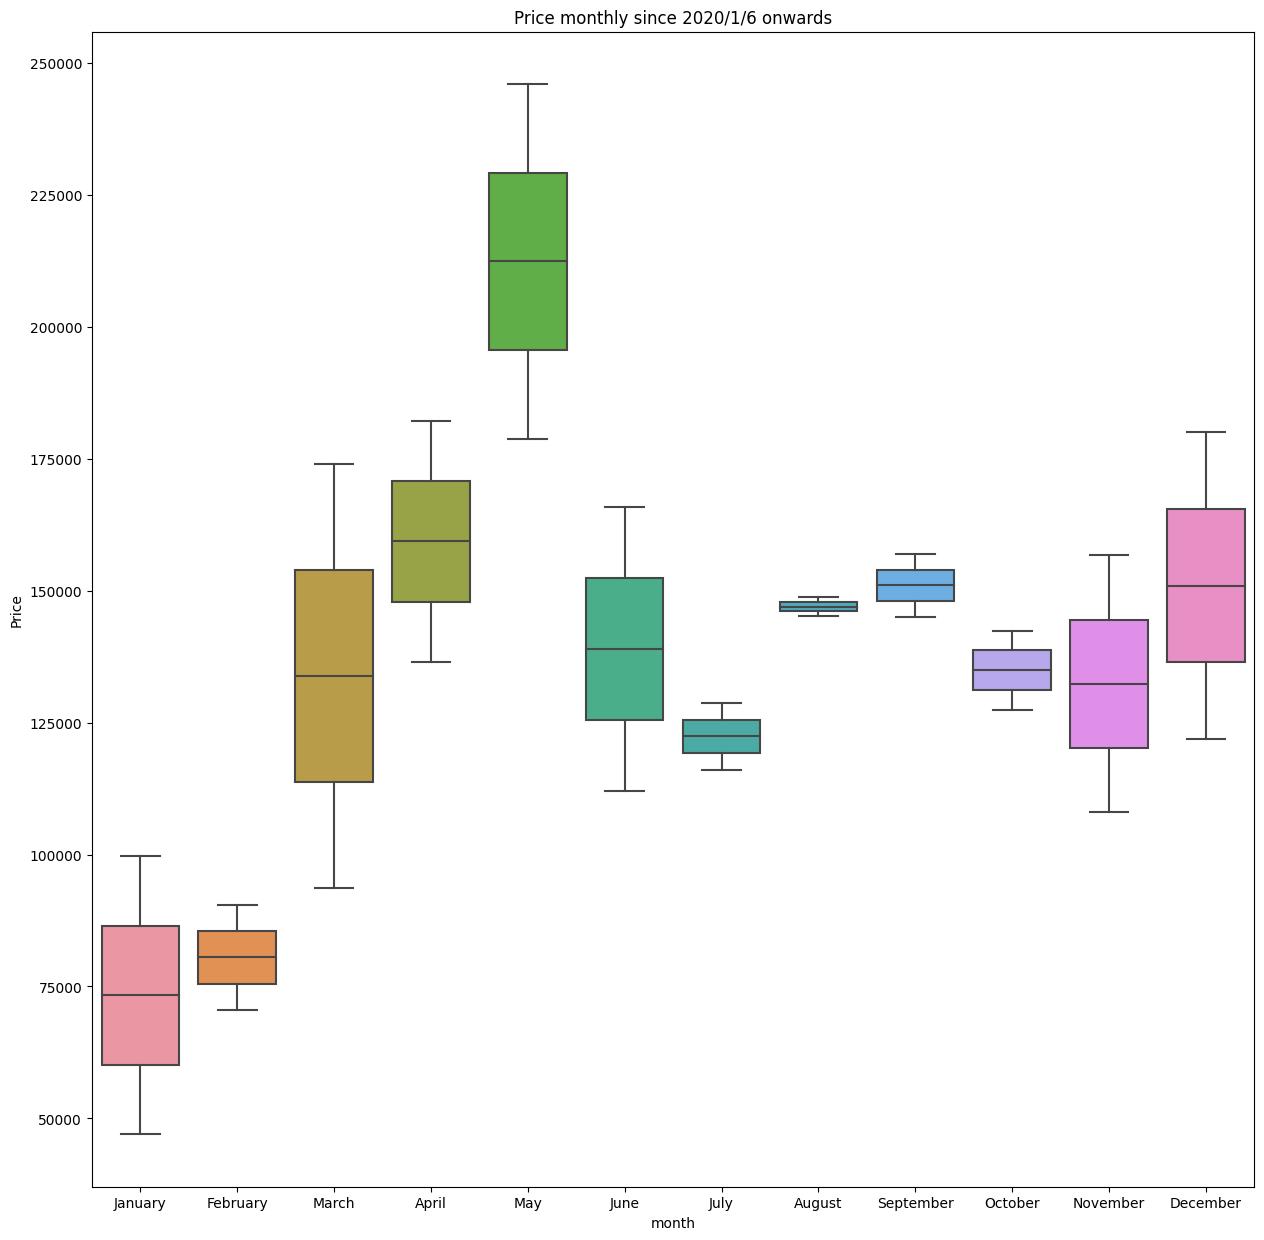 Price monthly since 2020/1/6 onwards
250000
225000
200000
175000
150000
125000
100000
75000
50000
Price
January February March April May June July August September October November December
month